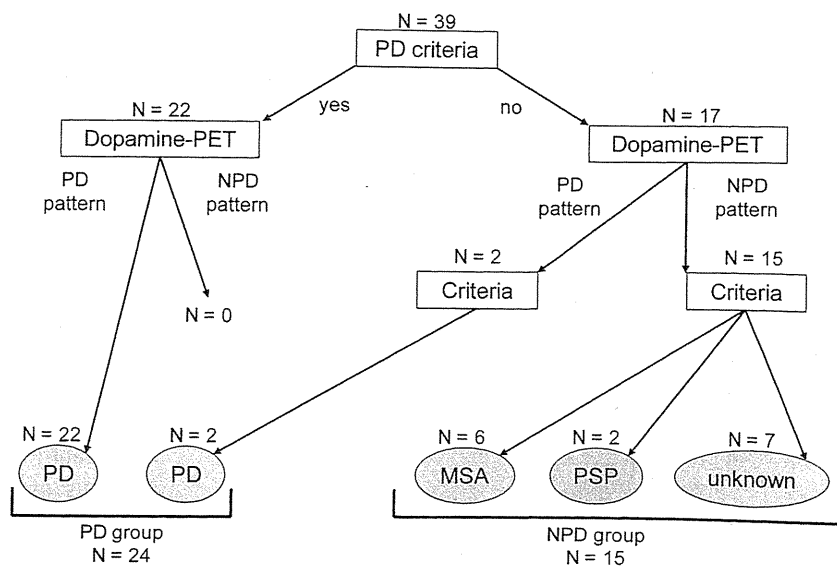 N = 39
PD criteria
yes
no
N = 22
Dopamine-PET
N = 17
Dopamine-PET
PD
pattern
NPD
pattern
PD
pattern
NPD
pattern
N = 0
N = 2
Criteria
N = 15
Criteria
N = 22
PD
N = 2
PD
N = 6
MSA
N = 2
PSP
N = 7
unknown
PD group
N = 24
NPD group
N = 15